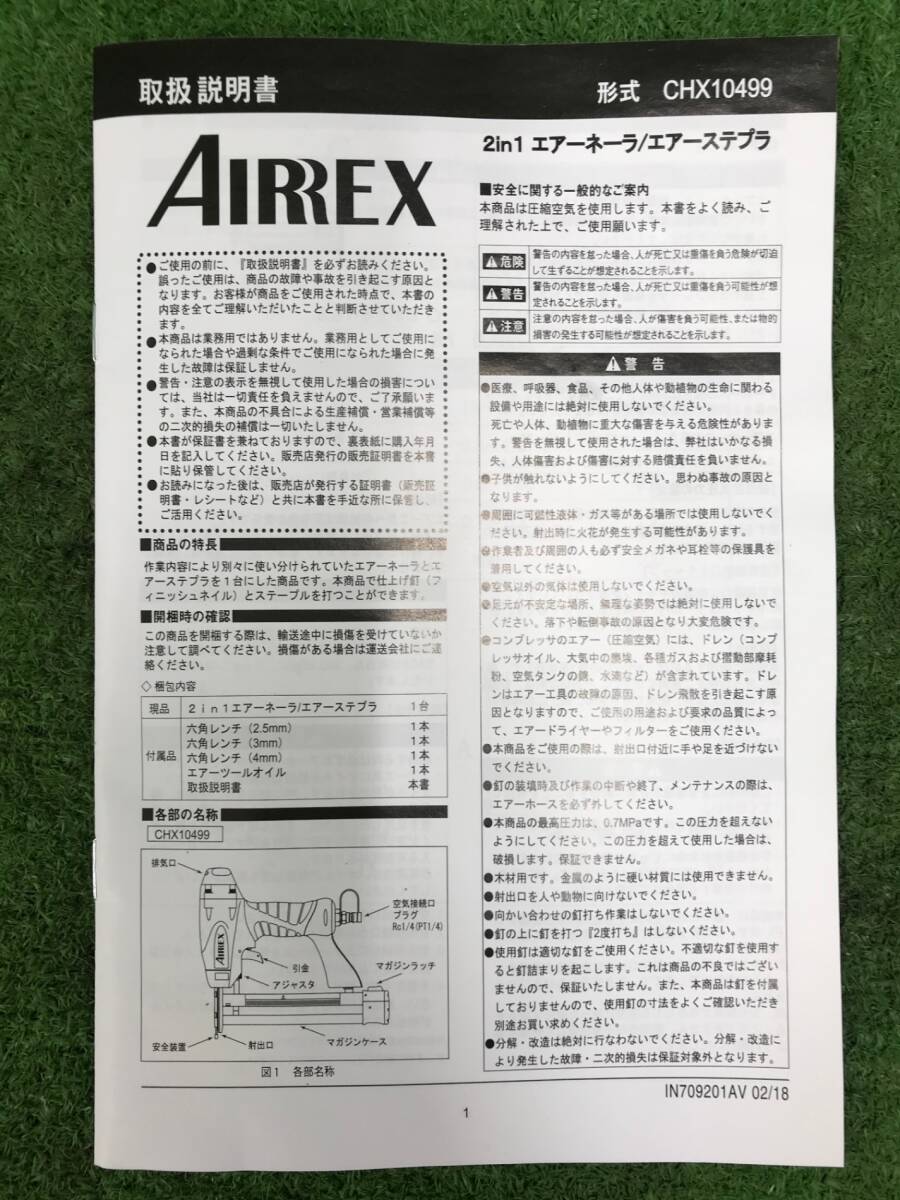 取扱説明書
形式 CHX10499
AIRREX
●ご使用の前に、『取扱説明書』を必ずお読みください。
誤ったご使用は、商品の故障や事故を引き起こす原因と
なります。お客様が商品をご使用された時点で、本書の
内容を全てご理解いただいたことと判断させていただき
ます。
●本商品は業務用ではありません。業務用としてご使用に
なられた場合や過剰な条件でご使用になられた場合に発
生した故障は保証しません。
●警告・注意の表示を無視して使用した場合の損害につい
ては、当社は一切責任を負えませんので、ご了承願いま
す。また、本商品の不具合による生産補償・営業補償等
の二次的損失の補償は一切いたしません。
●本書が保証書を兼ねておりますので、裏表紙に購入年月
日を記入してください。販売店発行の販売証明書を本書
に貼り保管してください。
●お読みになった後は、販売店が発行する証明書（販売証
明書・レシートなど）と共に本書を手近な所に保管し、
ご活用ください。
■商品の特長
作業内容により別々に使い分けられていたエアーネーラとエ
アーステプラを1台にした商品です。本商品で仕上げ釘（フ
ィニッシュネイル）とステープルを打つことができます。
■開梱時の確認
この商品を開梱する際は、輸送途中に損傷を受けていないか
注意して調べてください。損傷がある場合は運送会社にご連
絡ください。
◇梱包内容
現品 2in1エアーネーラ/エアーステプラ 1台
付属品 六角レンチ（2.5mm） 1本
六角レンチ（3mm） 1本
六角レンチ（4mm） 1本
エアーツールオイル 1本
取扱説明書 本書
■各部の名称
CHX10499
排気口
空気接続口
プラグ
Rc1/4(PT1/4)
AIRREX
引金
アジャスタ
マガジンラッチ
安全装置
射出口
マガジンケース
図1 各部名称
2in1 エアーネーラ/エアーステプラ
■安全に関する一般的なご案内
本商品は圧縮空気を使用します。本書をよく読み、ご
理解された上で、ご使用願います。
危険 警告の内容を怠った場合、人が死亡又は重傷を負う危険が切迫
して生ずることが想定されることを示します。
警告 警告の内容を怠った場合、人が死亡又は重傷を負う可能性が想
定されることを示します。
注意 注意の内容を怠った場合、人が傷害を負う可能性、または物的
損害の発生する可能性が想定されることを示します。
警告
●医療、呼吸器、食品、その他人体や動植物の生命に関わる
設備や用途には絶対に使用しないでください。
死亡や人体、動植物に重大な傷害を与える危険性がありま
す。警告を無視して使用された場合は、弊社はいかなる損
失、人体傷害および傷害に対する賠償責任を負いません。
●子供が触れないようにしてください。思わぬ事故の原因と
なります。
●周囲に可燃性液体・ガス等がある場所では使用しないでく
ださい。射出時に火花が発生する可能性があります。
●作業者及び周囲の人も必ず安全メガネや耳栓等の保護具を
着用してください。
●空気以外の気体は使用しないでください。
●足元が不安定な場所、無理な姿勢では絶対に使用しないで
ください。落下や転倒事故の原因となり大変危険です。
●コンプレッサのエアー（圧縮空気）には、ドレン（コンプ
レッサオイル、大気中の塵埃、各種ガスおよび摺動部摩耗
粉、空気タンクの錆、水滴など）が含まれています。ドレ
ンはエアー工具の故障の原因、ドレン飛散を引き起こす原
因となりますので、ご使用の用途および要求の品質によっ
て、エアードライヤーやフィルターをご使用ください。
●本商品をご使用の際は、射出口付近に手や足を近づけない
でください。
●釘の装填時及び作業の中断や終了、メンテナンスの際は、
エアーホースを必ず外してください。
●本商品の最高圧力は、0.7MPaです。この圧力を超えない
ようにしてください。この圧力を超えて使用した場合は、
破損します。保証できません。
●木材用です。金属のように硬い材質には使用できません。
●射出口を人や動物に向けないでください。
●向かい合わせの釘打ち作業はしないでください。
●釘の上に釘を打つ『2度打ち』はしないください。
●使用釘は適切な釘をご使用ください。不適切な釘を使用す
ると釘詰まりを起こします。これは商品の不良ではござい
ませんので、保証いたしません。また、本商品は釘を付属
しておりませんので、使用釘の寸法をよくご確認いただき
別途お買い求めください。
●分解・改造は絶対に行なわないでください。分解・改造に
より発生した故障・二次的損失は保証対象外となります。
IN709201AV 02/18
1